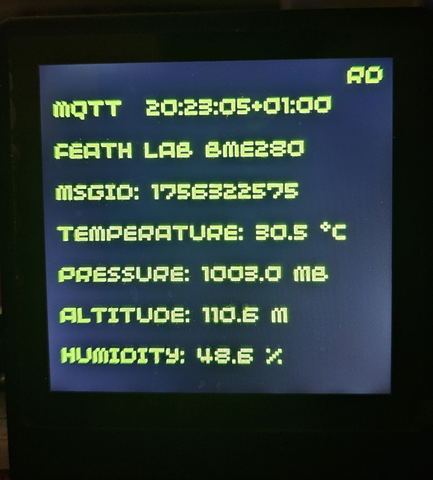 MQTT 20:23:05+01:00
FEATH LAB BME280
MSGID: 1756322575
TEMPERATURE: 30.5 °C
PRESSURE: 1003.0 MB
ALTITUDE: 110.6 M
HUMIDITY: 48.6 %